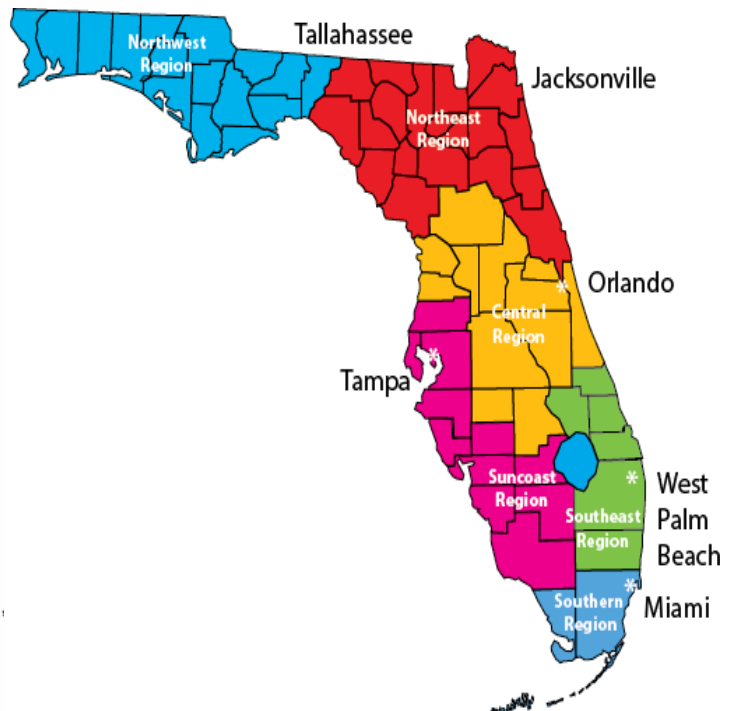 Tallahassee
Northwest
Region
Jacksonville
Northeast
Region
Orlando
Central
Region
Tampa
West
Palm
Beach
Suncoast
Region
Southeast
Region
Southern
Region
Miami
,